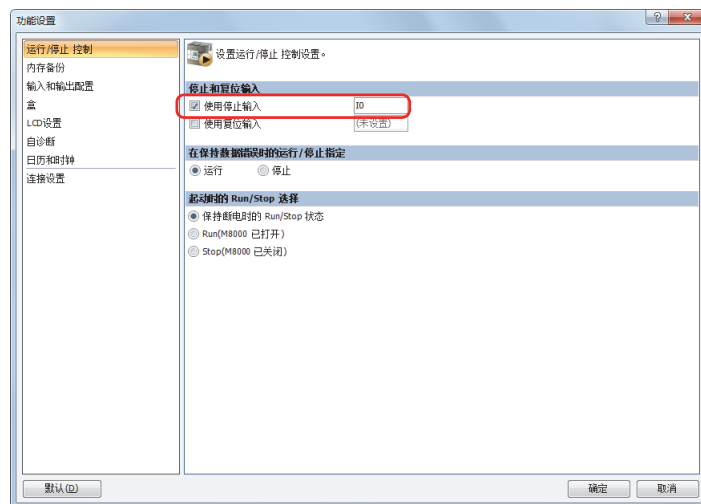 功能设置
运行/停止 控制
内存备份
输入和输出配置
盒
LCD设置
自诊断
日历和时钟
连接设置
设置运行/停止 控制设置。
停止和复位输入
使用停止输入 I0
使用复位输入 (未设置)
在保持数据错误时的运行/停止指定
运行 停止
起动时的 Run/Stop 选择
保持断电时的 Run/Stop 状态
Run(M8000 已打开)
Stop(M8000 已关闭)
默认(D) 确定 取消